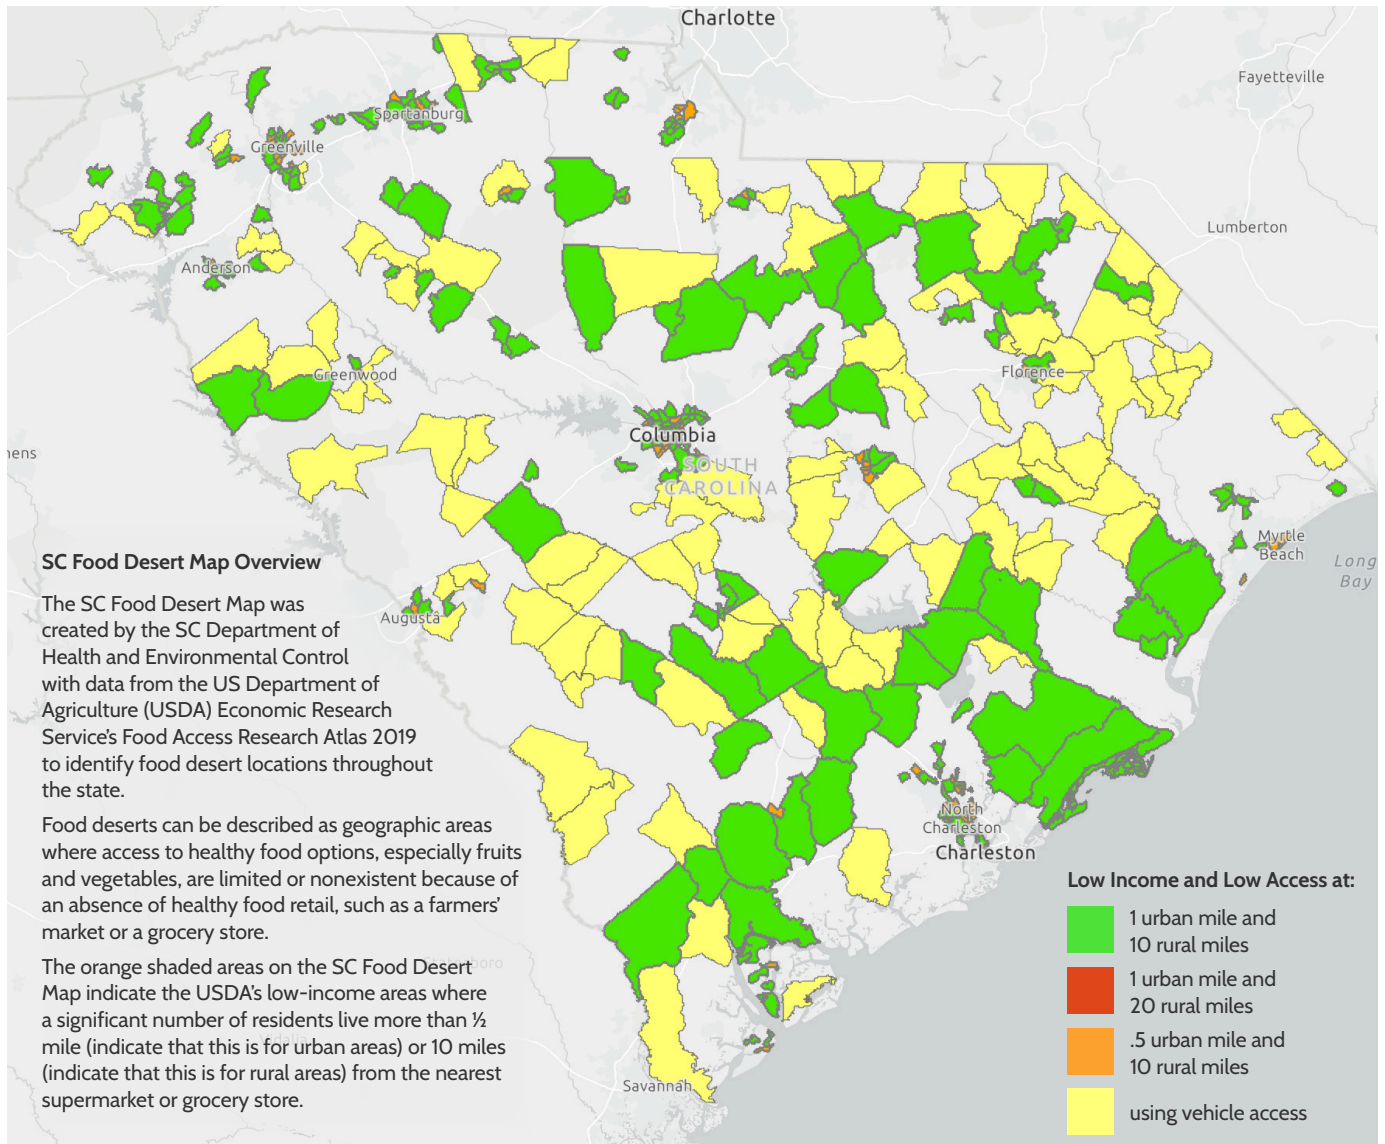 Charlotte
Fayetteville
Spartanburg
Greenville
Lumberton
Anderson
Greenwood
Florence
Columbia
SOUTH
CAROLINA
hens
Myrtle
Beach
Long
Bay
Augusta
SC Food Desert Map Overview
The SC Food Desert Map was
created by the SC Department of
Health and Environmental Control
with data from the US Department of
Agriculture (USDA) Economic Research
Service's Food Access Research Atlas 2019
to identify food desert locations throughout
the state.
Food deserts can be described as geographic areas
where access to healthy food options, especially fruits
and vegetables, are limited or nonexistent because of
an absence of healthy food retail, such as a farmers'
market or a grocery store.
The orange shaded areas on the SC Food Desert
Map indicate the USDA's low-income areas where
a significant number of residents live more than ½
mile (indicate that this is for urban areas) or 10 miles
(indicate that this is for rural areas) from the nearest
supermarket or grocery store.
North
Charleston
Charleston
Savannah
Low Income and Low Access at:
1 urban mile and
10 rural miles
1 urban mile and
20 rural miles
.5 urban mile and
10 rural miles
using vehicle access